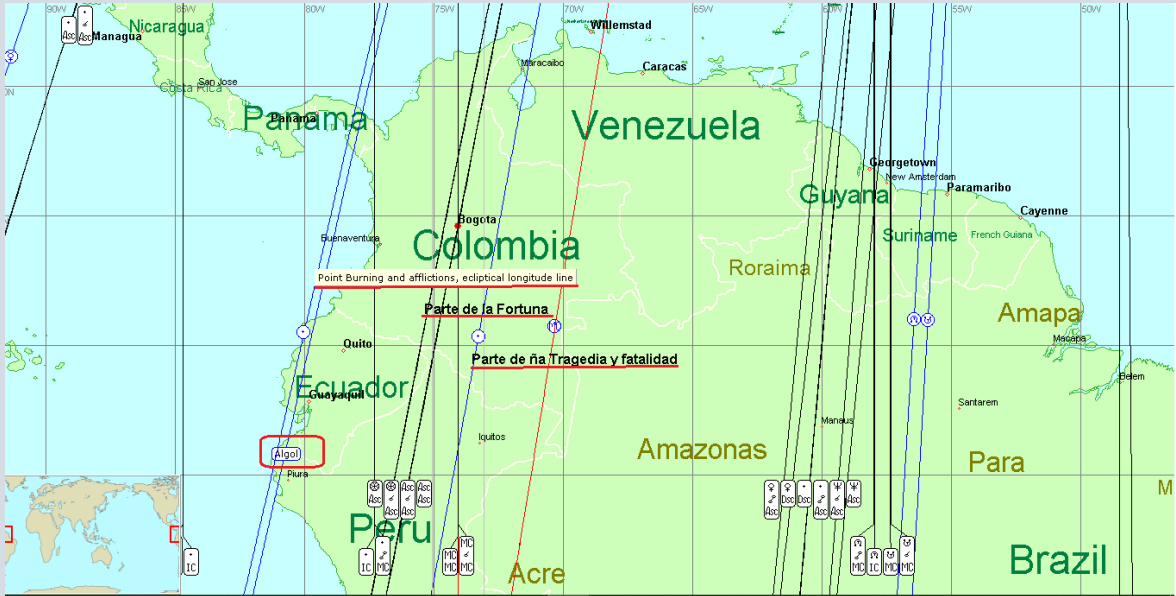 90W
85W
80W
75W
70W
65W
60W
55W
50W
Nicaragua
Managua
Asc
Asc
Willemstad
Maracaibo
Caracas
San Jose
Costa Rica
Panama
Panama
Venezuela
Georgetown
New Amsterdam
Paramaribo
Guyana
Cayenne
Bogota
Buenaventura
Colombia
Suriname
French Guiana
Roraima
Point Burning and afflictions, ecliptical longitude line
Parte de la Fortuna
Amapa
Quito
Macapa
Parte de ña Tragedia y fatalidad
Ecuador
Belem
Guayaquil
Santarem
Manaus
Iquitos
Algol
Amazonas
Para
Piura
Asc
Asc
Asc
Asc
Asc
Asc
Dsc
Dsc
Asc
Asc
Asc
M
Peru
IC
IC
MC
MC
MC
MC
MC
MC
IC
MC
MC
Brazil
Acre